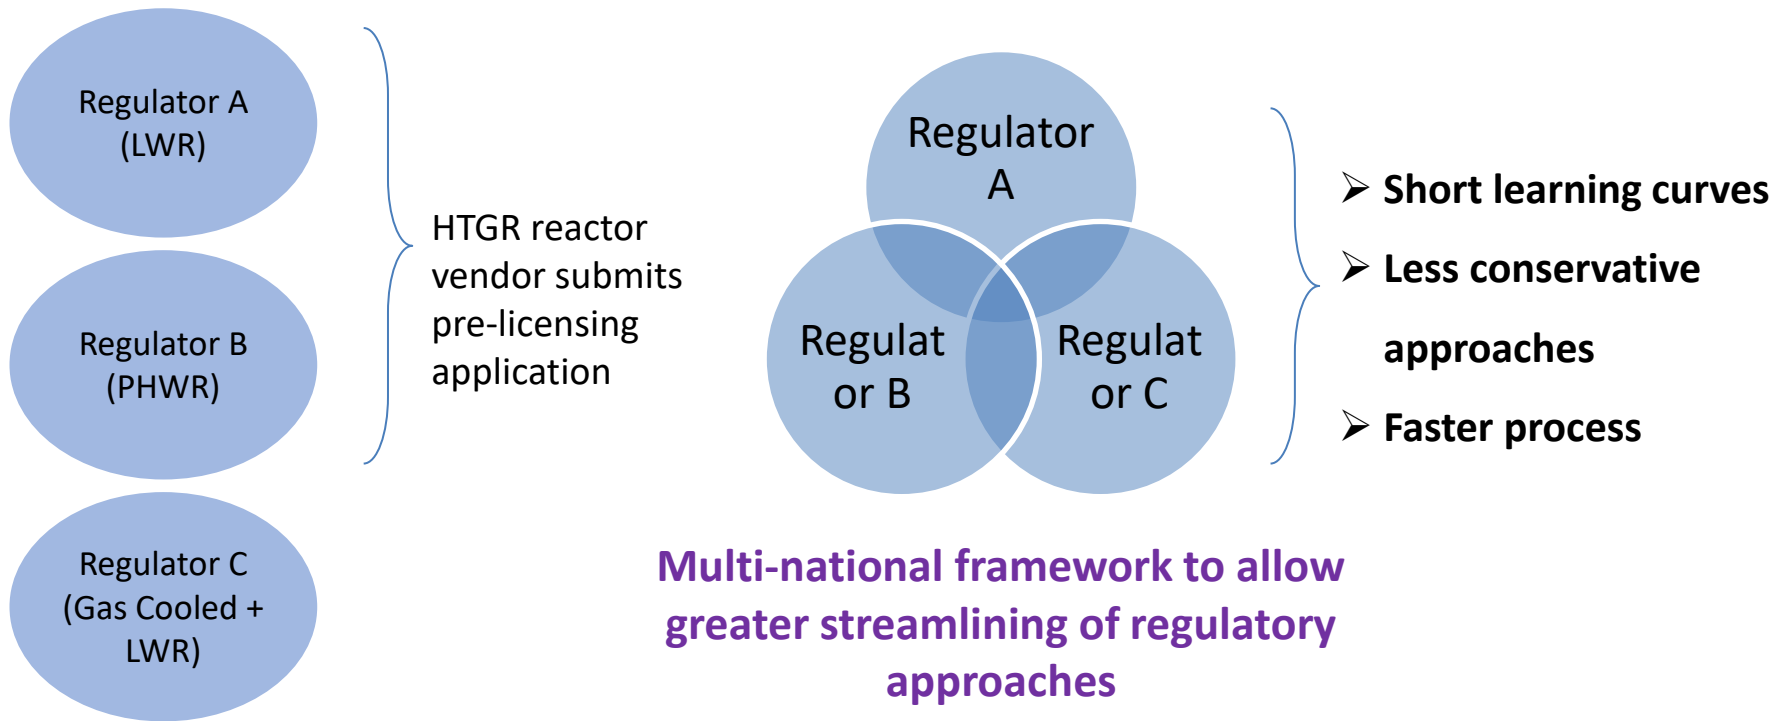 Regulator A
(LWR)
Regulator B
(PHWR)
Regulator C
(Gas Cooled +
LWR)
HTGR reactor
vendor submits
pre-licensing
application
Regulator
A
Regulat
or B
Regulat
or C
➢ Short learning curves
➢ Less conservative
approaches
➢ Faster process
Multi-national framework to allow
greater streamlining of regulatory
approaches